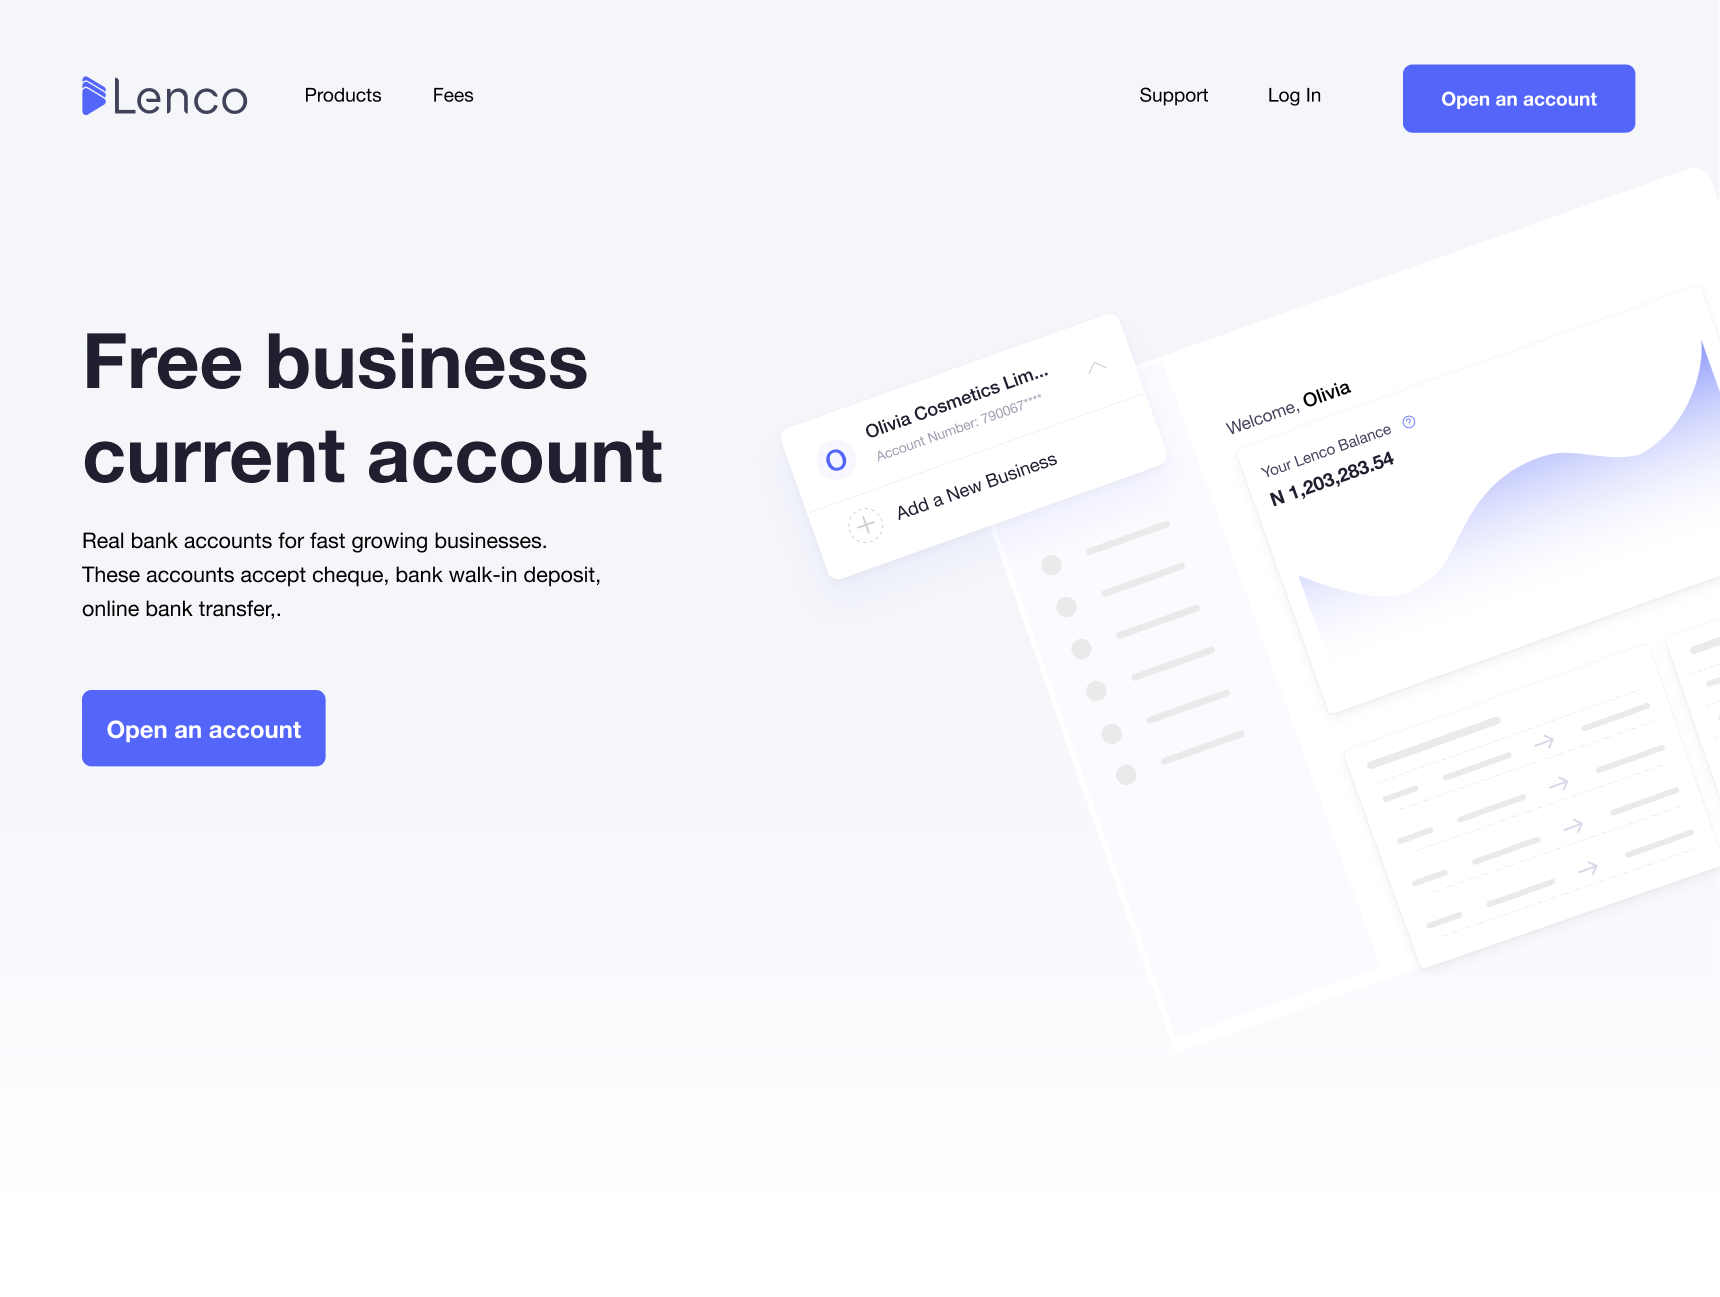 Lenco
Products
Fees
Support
Log In
Open an account
Free business
current account
Real bank accounts for fast growing businesses.
These accounts accept cheque, bank walk-in deposit,
online bank transfer,.
Open an account
O
Olivia Cosmetics Lim...
Account Number: 790067****
Add a New Business
Welcome, Olivia
Your Lenco Balance ?
N 1,203,283.54